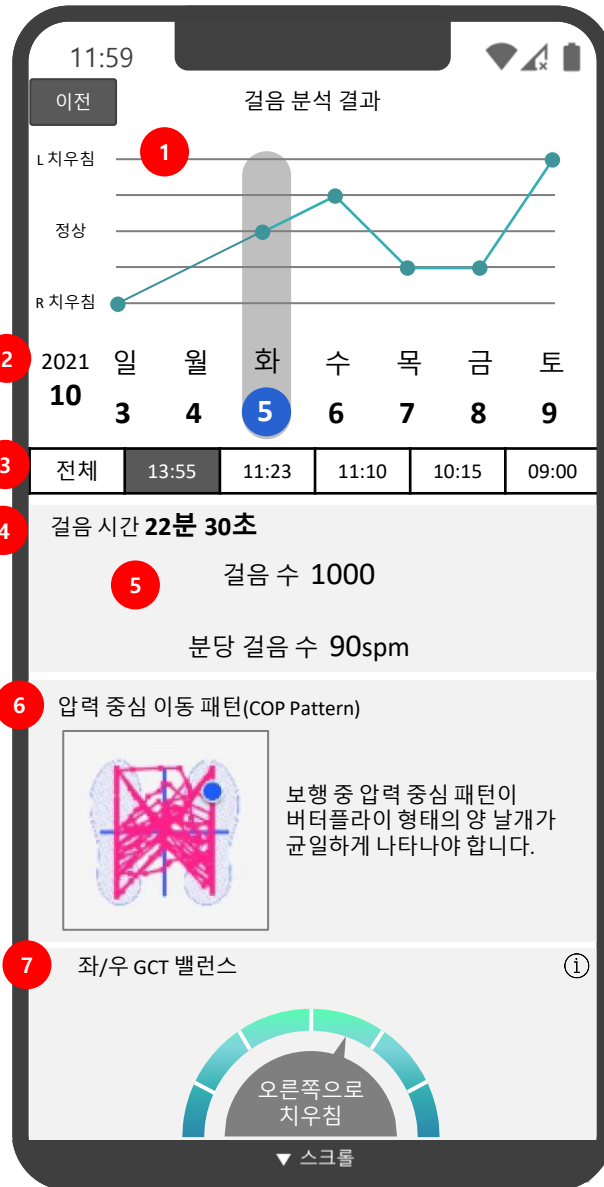 11:59
이전
걸음 분석 결과
1
L 치우침
정상
R 치우침
2
2021 일 월 화 수 목 금 토
10 3 4 5 6 7 8 9
3
전체 13:55 11:23 11:10 10:15 09:00
4
걸음 시간 22분 30초
5
걸음 수 1000
분당 걸음 수 90spm
6
압력 중심 이동 패턴(COP Pattern)
보행 중 압력 중심 패턴이
버터플라이 형태의 양 날개가
균일하게 나타나야 합니다.
7
좌/우 GCT 밸런스
i
오른쪽으로
치우침
▼ 스크롤